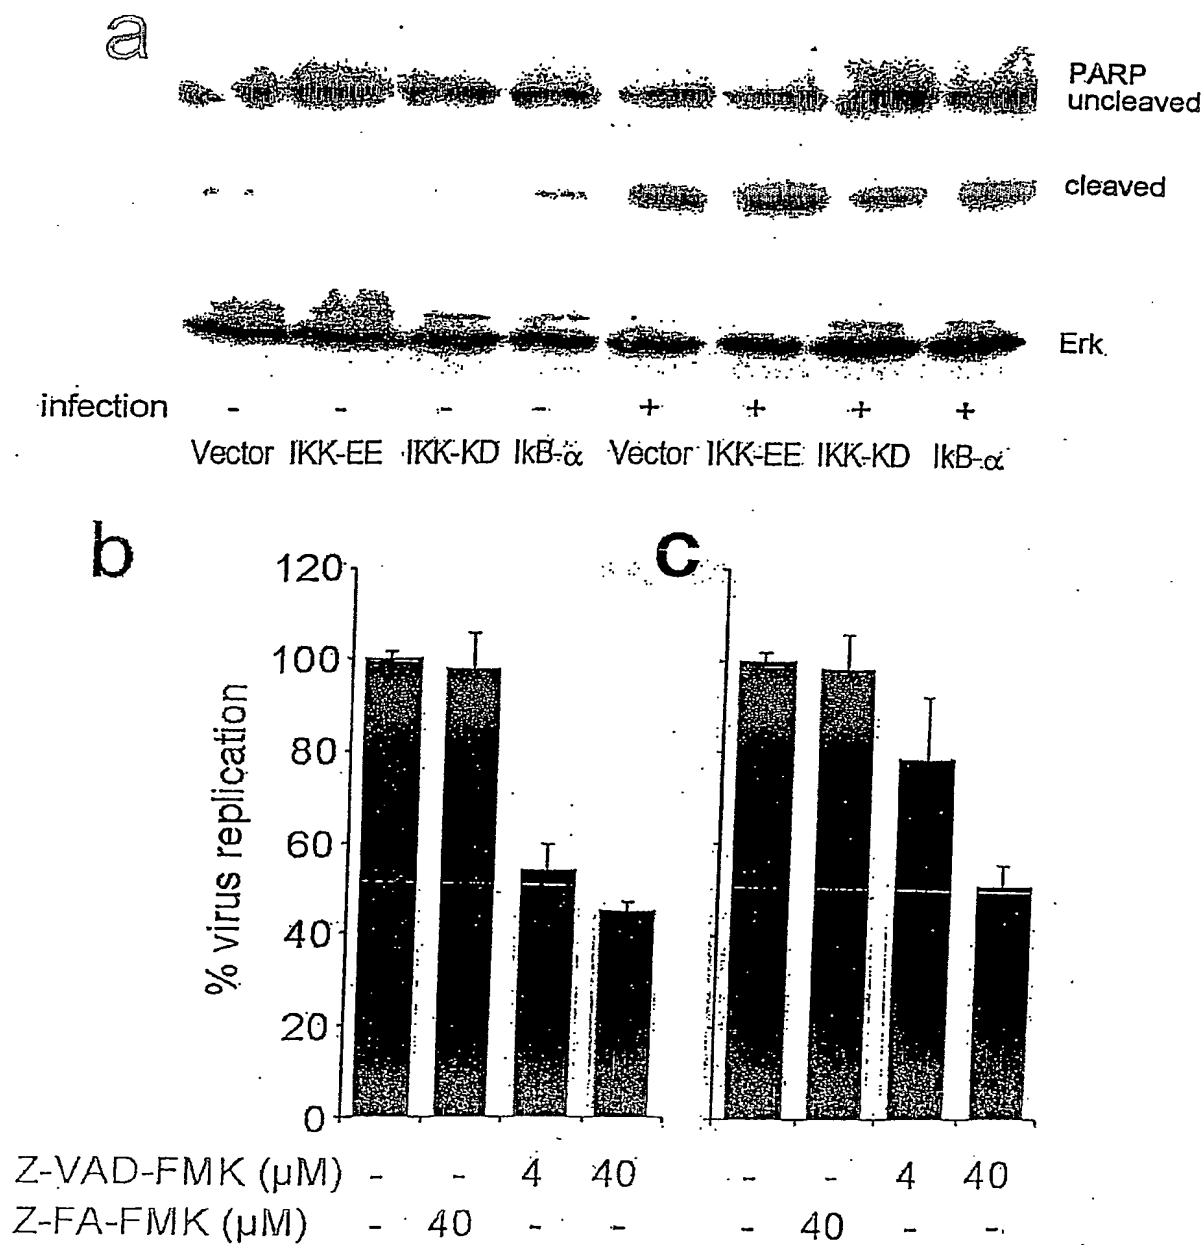 a
PARP
uncleaved
cleaved
Erk
infection - - - - + + + +
Vector IKK-EE IKK-KD IkB-α Vector IKK-EE IKK-KD IkB-α
b c
120
100
80
60
40
20
0
% virus replication
Z-VAD-FMK (µM) - - 4 40 - - 4 40
Z-FA-FMK (µM) - 40 - - - 40 - -